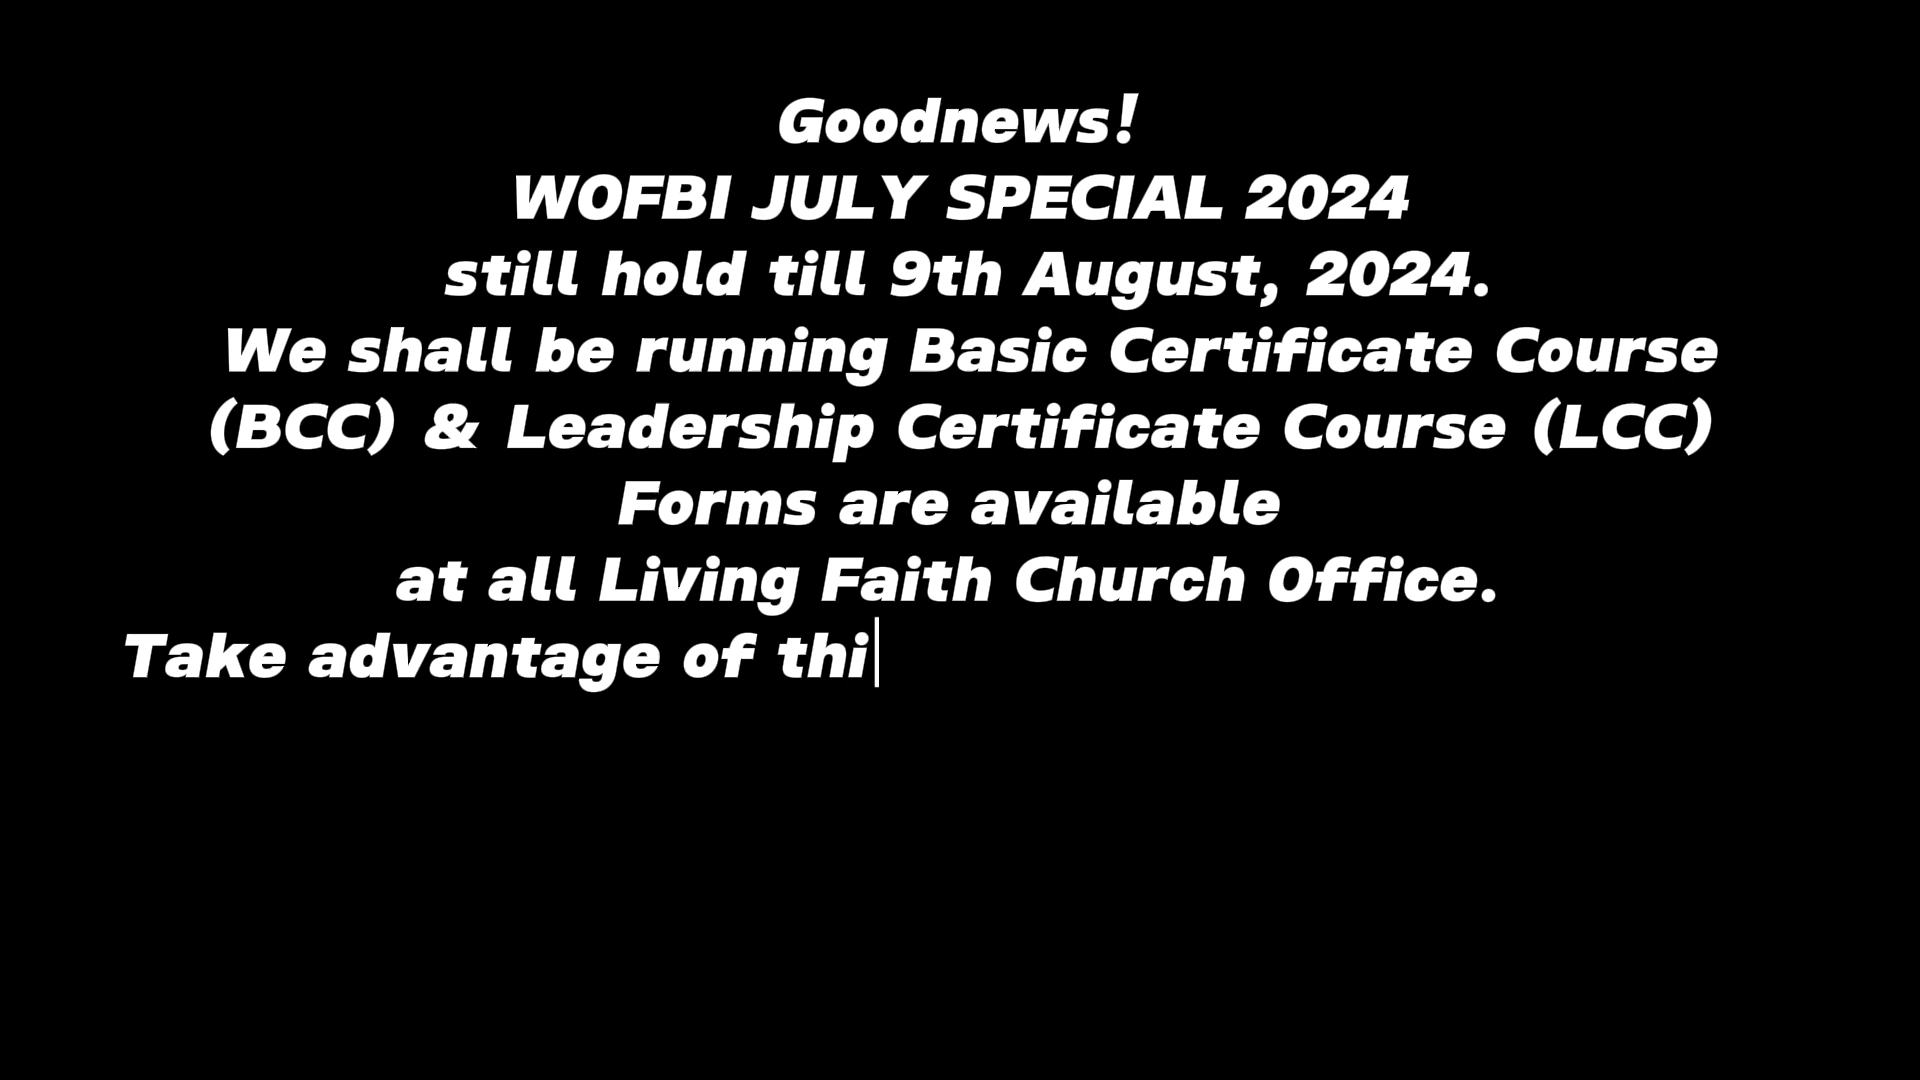 Goodnews!
WOFBI JULY SPECIAL 2024
still hold till 9th August, 2024.
We shall be running Basic Certificate Course
(BCC) & Leadership Certificate Course (LCC)
Forms are available
at all Living Faith Church Office.
Take advantage of thi